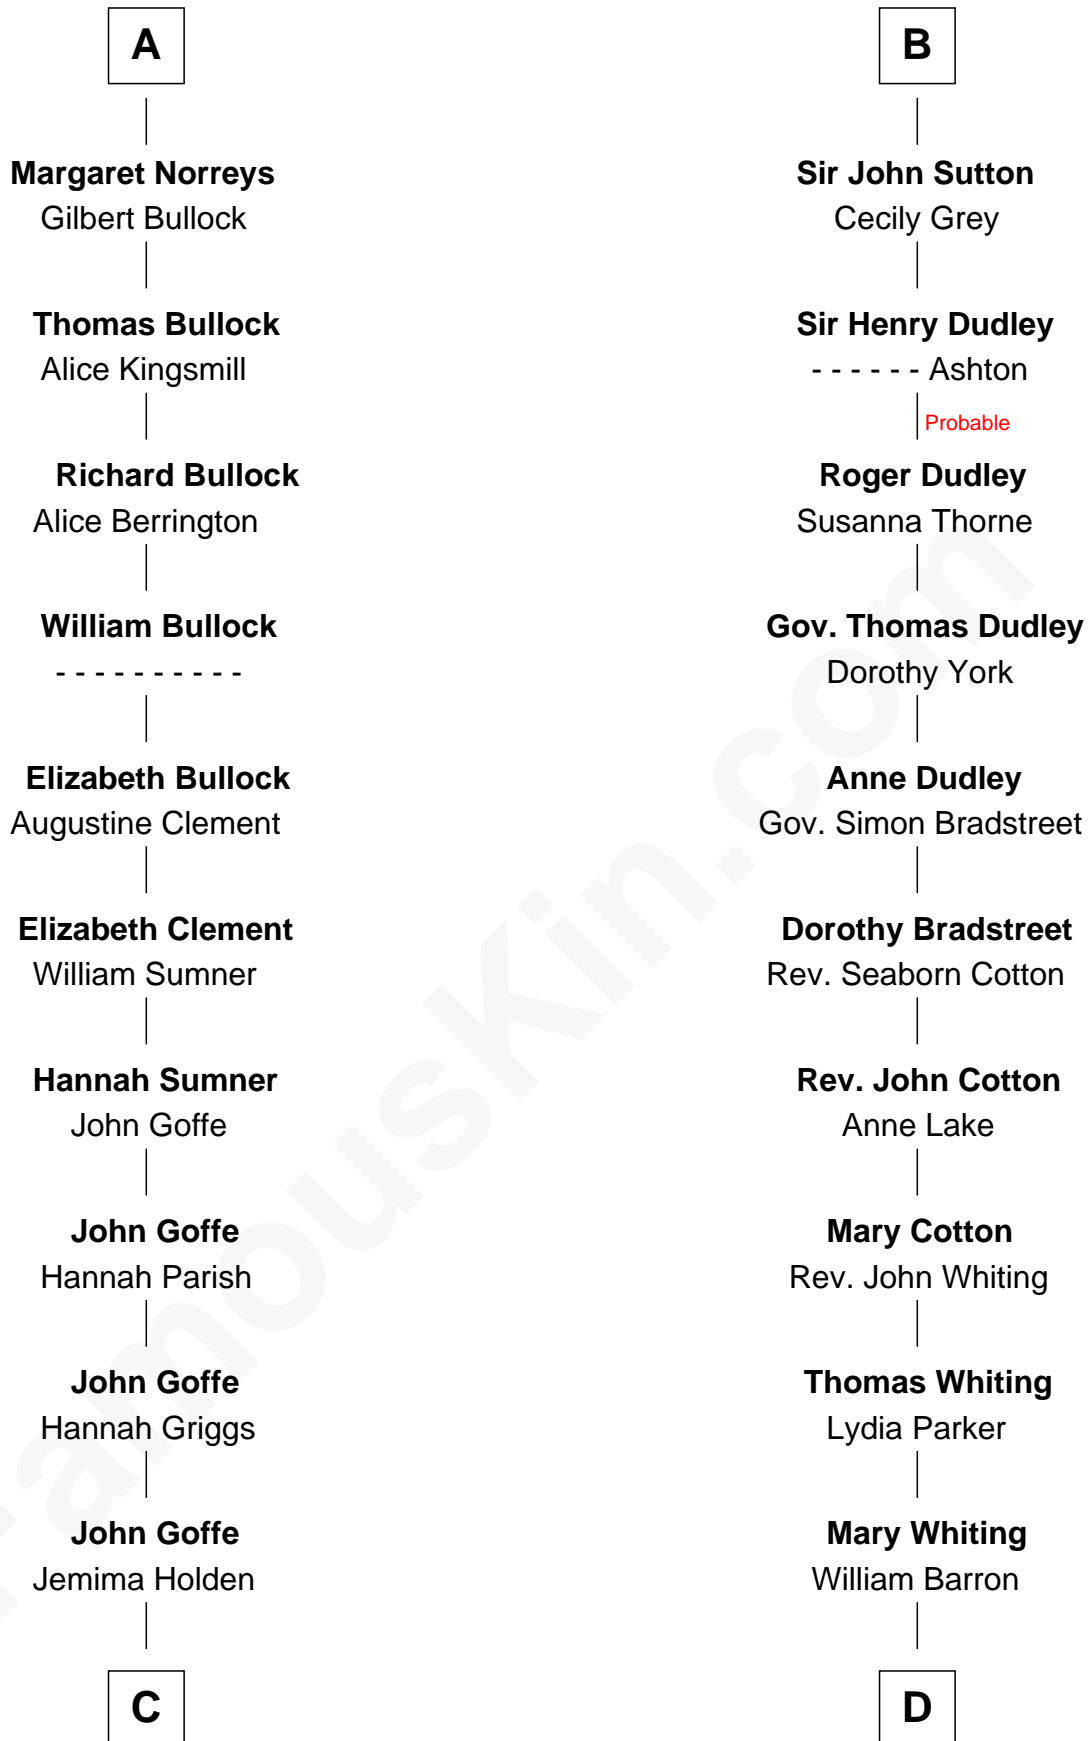 A
Margaret Norreys
Gilbert Bullock
Thomas Bullock
Alice Kingsmill
Richard Bullock
Alice Berrington
William Bullock
- - - - - - - - - -
Elizabeth Bullock
Augustine Clement
Elizabeth Clement
William Sumner
Hannah Sumner
John Goffe
John Goffe
Hannah Parish
John Goffe
Hannah Griggs
John Goffe
Jemima Holden
C
B
Sir John Sutton
Cecily Grey
Sir Henry Dudley
- - - - - - Ashton
Probable
Roger Dudley
Susanna Thorne
Gov. Thomas Dudley
Dorothy York
Anne Dudley
Gov. Simon Bradstreet
Dorothy Bradstreet
Rev. Seaborn Cotton
Rev. John Cotton
Anne Lake
Mary Cotton
Rev. John Whiting
Thomas Whiting
Lydia Parker
Mary Whiting
William Barron
D
FamousKin.com